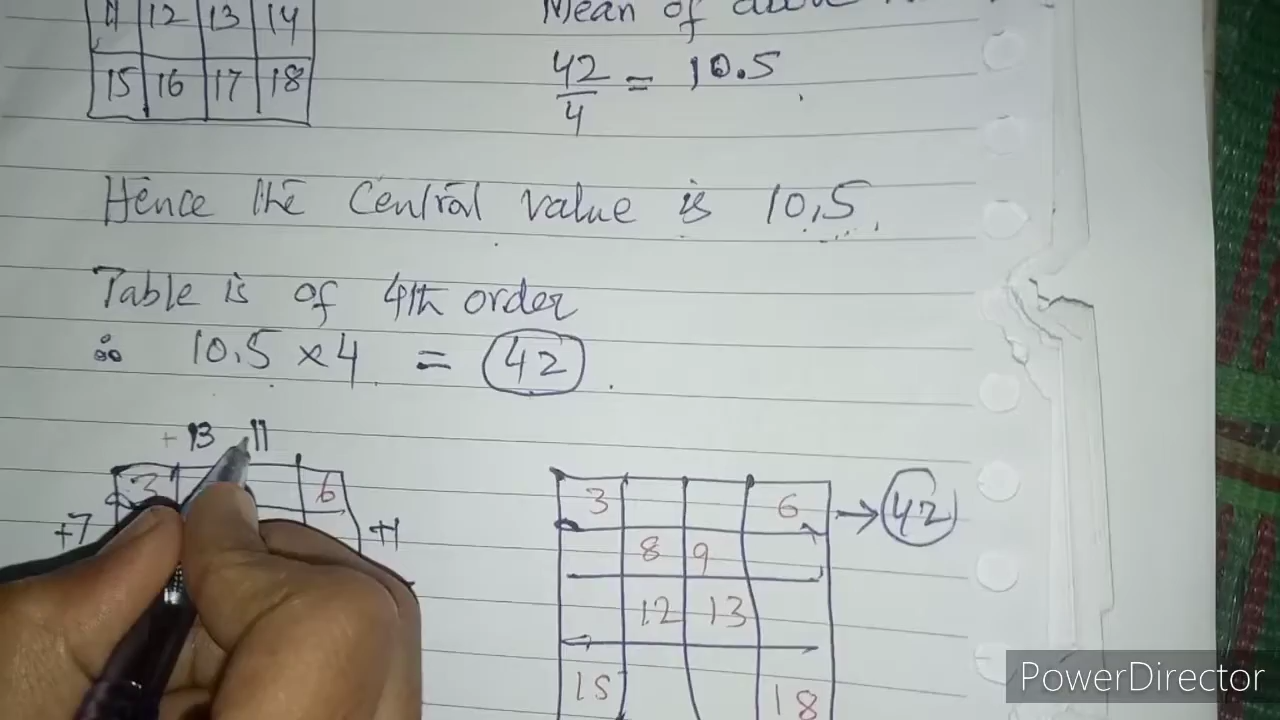 11 12 13 14
Mean of
15 16 17 18
42/4 = 10.5
Hence the Central value is 10.5.
Table is of 4th order
∴ 10.5 × 4 = 42.
+ 13 11
3 6
+7
3 6 → 42
8 9
12 13
15 18
PowerDirector